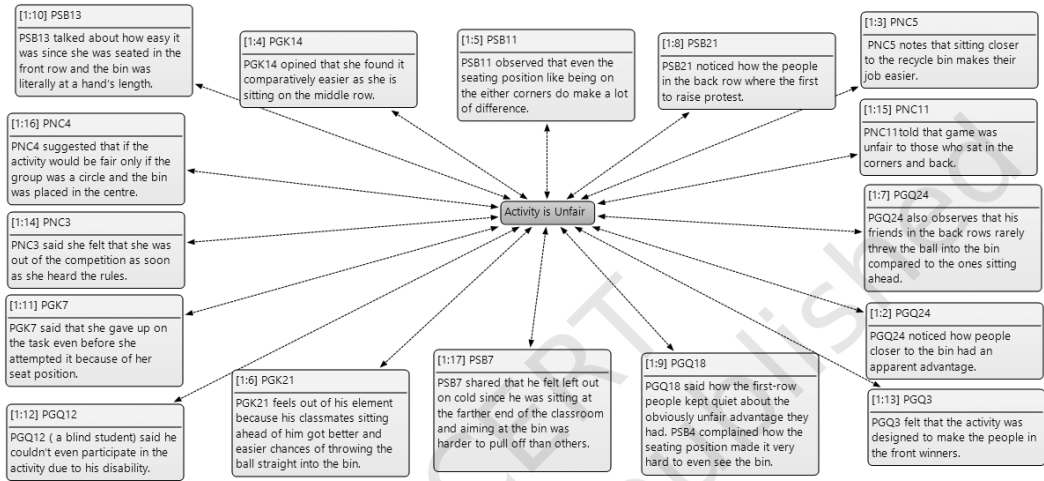 [1:10] PSB13
PSB13 talked about how easy it
was since she was seated in the
front row and the bin was
literally at a hand's length.
[1:4] PGK14
PGK14 opined that she found it
comparatively easier as she is
sitting on the middle row.
[1:5] PSB11
PSB11 observed that even the
seating position like being on
the either corners do make a lot
of difference.
[1:8] PSB21
PSB21 noticed how the people
in the back row where the first
to raise protest.
[1:3] PNC5
PNC5 notes that sitting closer
to the recycle bin makes their
job easier.
[1:16] PNC4
PNC4 suggested that if the
activity would be fair only if the
group was a circle and the bin
was placed in the centre.
[1:15] PNC11
PNC11told that game was
unfair to those who sat in the
corners and back.
[1:14] PNC3
PNC3 said she felt that she was
out of the competition as soon
as she heard the rules.
Activity is Unfair
[1:7] PGQ24
PGQ24 also observes that his
friends in the back rows rarely
threw the ball into the bin
compared to the ones sitting
ahead.
[1:11] PGK7
PGK7 said that she gave up on
the task even before she
attempted it because of her
seat position.
[1:2] PGQ24
PGQ24 noticed how people
closer to the bin had an
apparent advantage.
[1:12] PGQ12
PGQ12 ( a blind student) said he
couldn't even participate in the
activity due to his disability.
[1:6] PGK21
PGK21 feels out of his element
because his classmates sitting
ahead of him got better and
easier chances of throwing the
ball straight into the bin.
[1:17] PSB7
PSB7 shared that he felt left out
on cold since he was sitting at
the farther end of the classroom
and aiming at the bin was
harder to pull off than others.
[1:9] PGQ18
PGQ18 said how the first-row
people kept quiet about the
obviously unfair advantage they
had. PSB4 complained how the
seating position made it very
hard to even see the bin.
[1:13] PGQ3
PGQ3 felt that the activity was
designed to make the people in
the front winners.